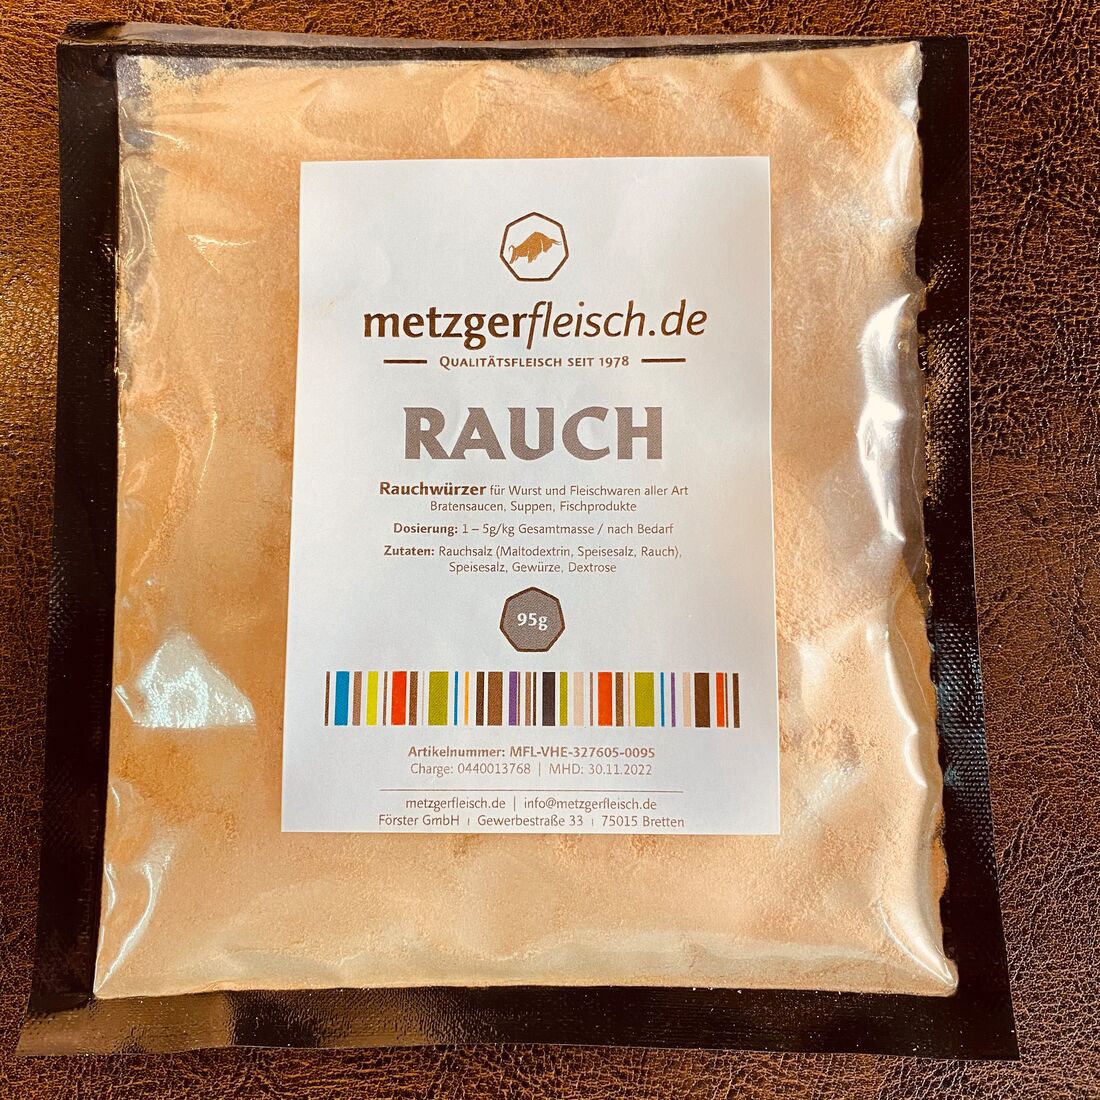 metzgerfleisch.de
QUALITÄTSFLEISCH SEIT 1978
RAUCH
Rauchwürzer für Wurst und Fleischwaren aller Art
Bratensaucen, Suppen, Fischprodukte
Dosierung: 1 – 5g/kg Gesamtmasse / nach Bedarf
Zutaten: Rauchsalz (Maltodextrin, Speisesalz, Rauch),
Speisesalz, Gewürze, Dextrose
95g
Artikelnummer: MFL-VHE-327605-0095
Charge: 0440013768 | MHD: 30.11.2022
metzgerfleisch.de | info@metzgerfleisch.de
Förster GmbH | Gewerbestraße 33 | 75015 Bretten